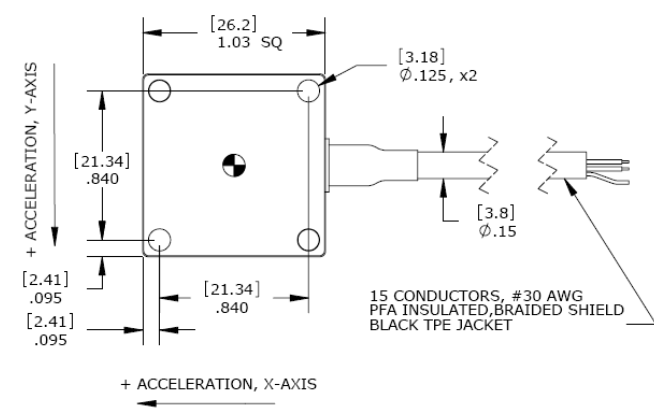 [26.2]
1.03 SQ
[3.18]
Ø.125, x2
+ ACCELERATION, Y-AXIS
[21.34]
.840
[3.8]
Ø.15
[2.41]
.095
[21.34]
.840
[2.41]
.095
15 CONDUCTORS, #30 AWG
PFA INSULATED,BRAIDED SHIELD
BLACK TPE JACKET
+ ACCELERATION, X-AXIS